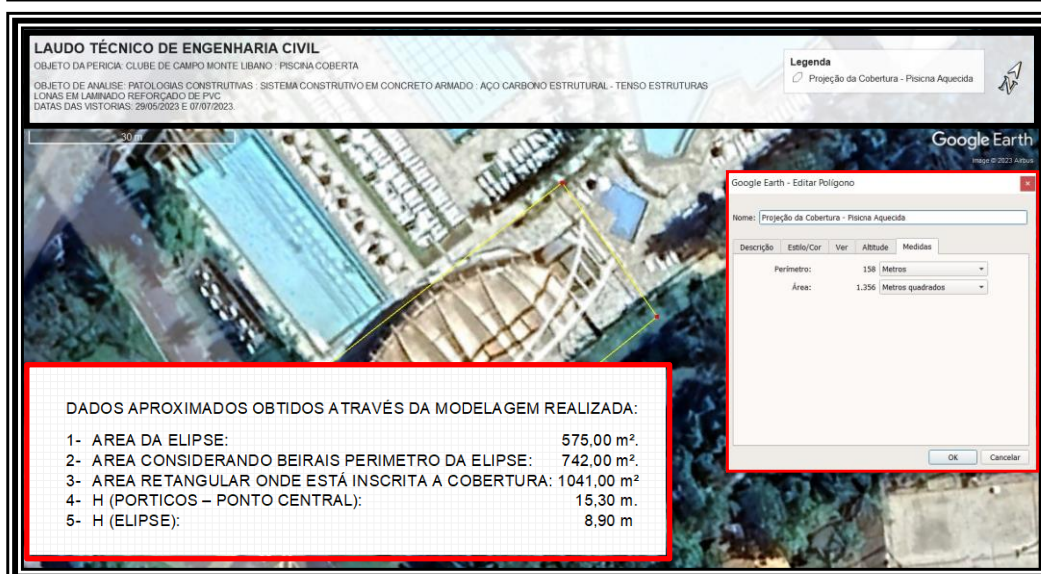 LAUDO TÉCNICO DE ENGENHARIA CIVIL
OBJETO DA PERICIA: CLUBE DE CAMPO MONTE LIBANO : PISCINA COBERTA
OBJETO DE ANALISE: PATOLOGIAS CONSTRUTIVAS : SISTEMA CONSTRUTIVO EM CONCRETO ARMADO : AÇO CARBONO ESTRUTURAL - TENSO ESTRUTURAS
LONAS EM LAMINADO REFORÇADO DE PVC
DATAS DAS VISTORIAS: 29/05/2023 E 07/07/2023.
Legenda
Projeção da Cobertura - Pisicna Aquecida
30 m
Google Earth
Image © 2023 Airbus
Google Earth - Editar Polígono
Nome: Projeção da Cobertura - Pisicna Aquecida
Descrição Estilo/Cor Ver Altitude Medidas
Perímetro: 158 Metros
Área: 1.356 Metros quadrados
OK Cancelar
DADOS APROXIMADOS OBTIDOS ATRAVÉS DA MODELAGEM REALIZADA:
1- AREA DA ELIPSE: 575,00 m².
2- AREA CONSIDERANDO BEIRAIS PERIMETRO DA ELIPSE: 742,00 m².
3- AREA RETANGULAR ONDE ESTÁ INSCRITA A COBERTURA: 1041,00 m²
4- H (PORTICOS – PONTO CENTRAL): 15,30 m.
5- H (ELIPSE): 8,90 m